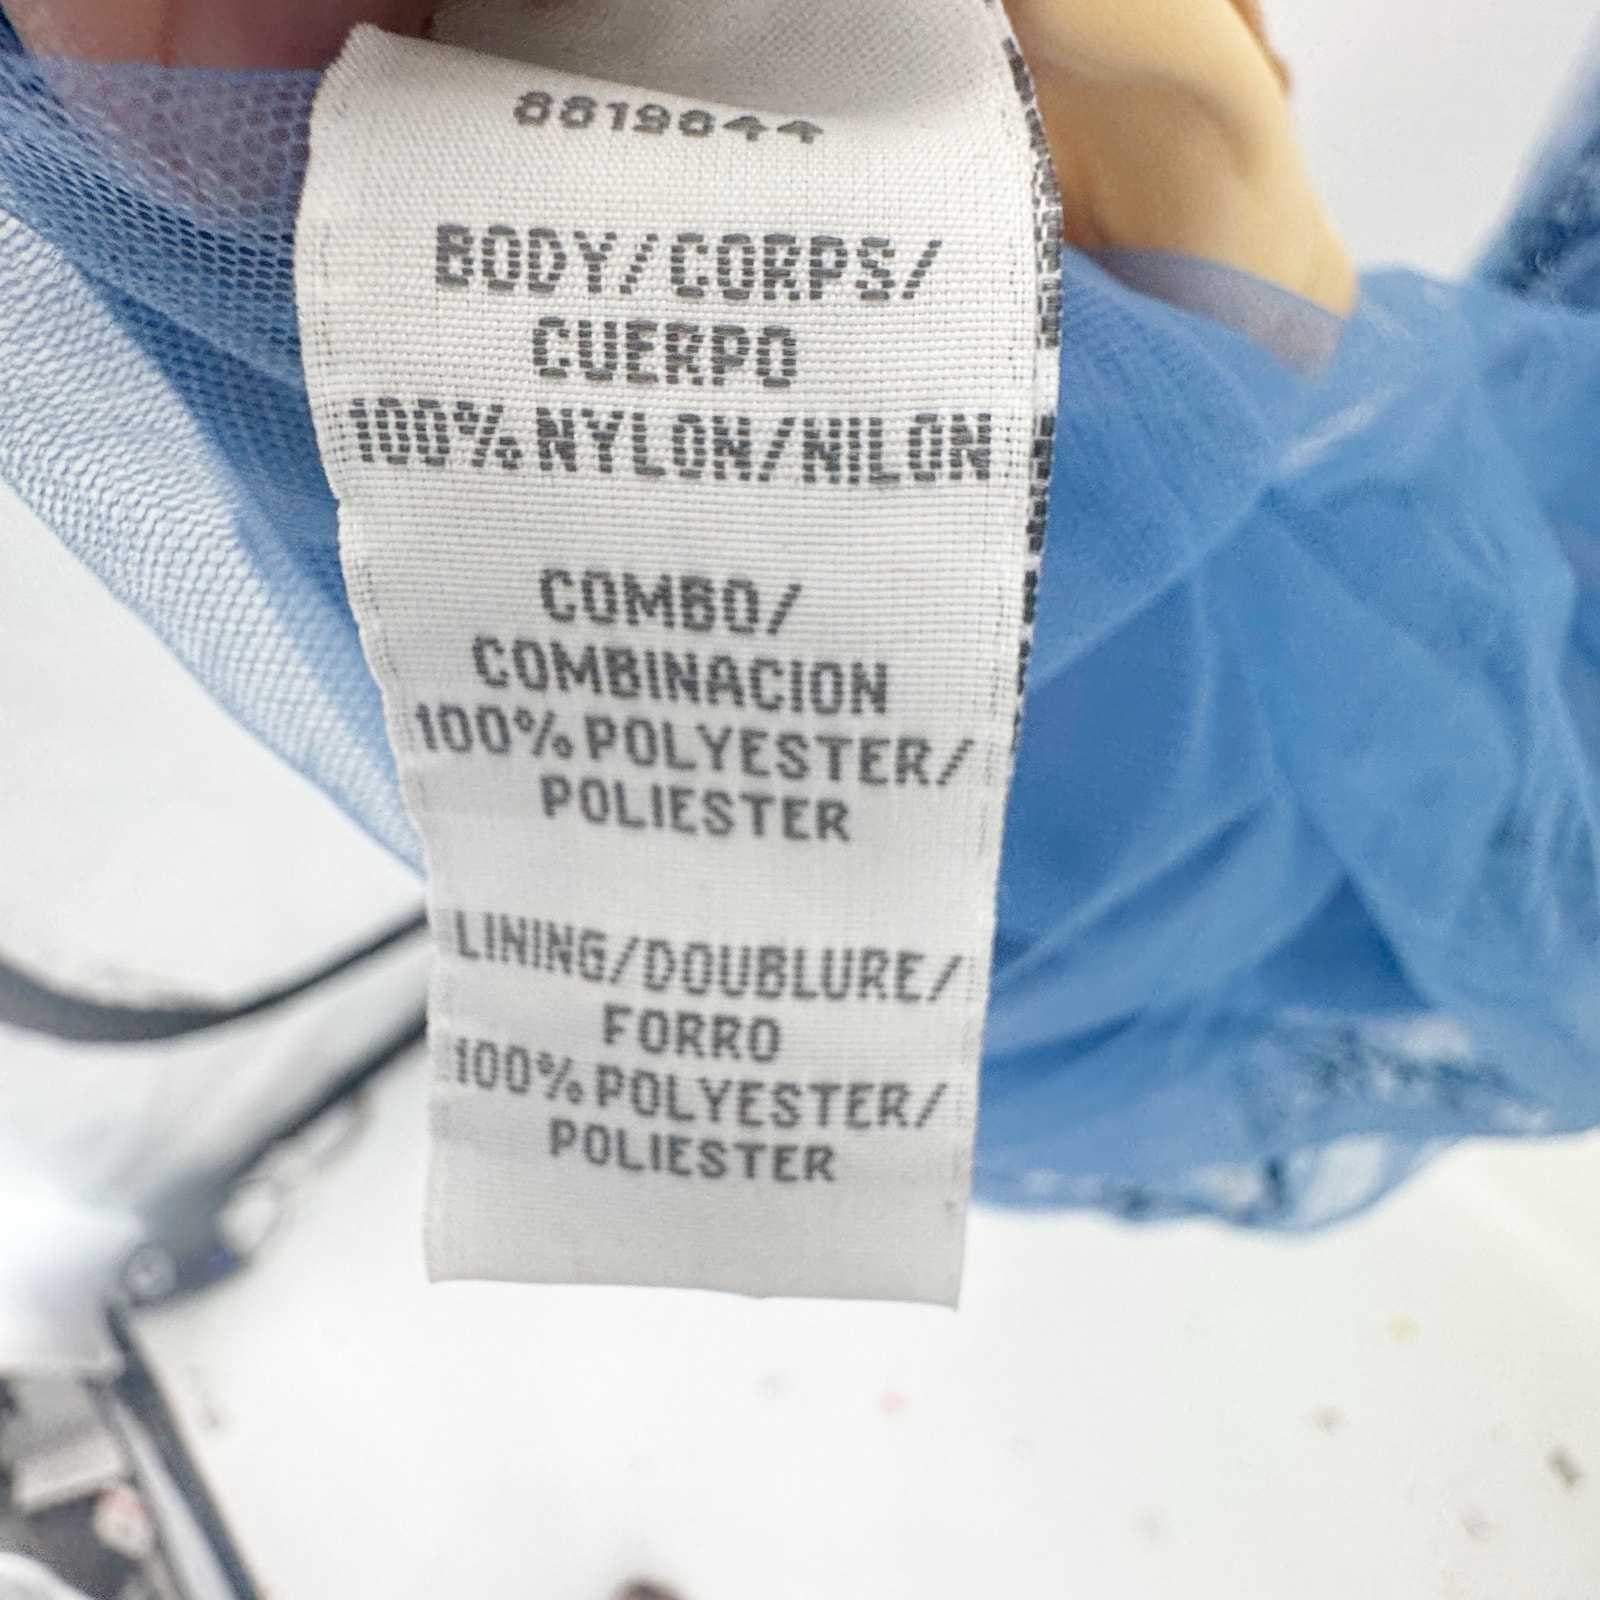 8819644
BODY/CORPS/
CUERPO
100% NYLON/NILON
COMBO/
COMBINACION
100% POLYESTER/
POLIESTER
LINING/DOUBLURE/
FORRO
100% POLYESTER/
POLIESTER